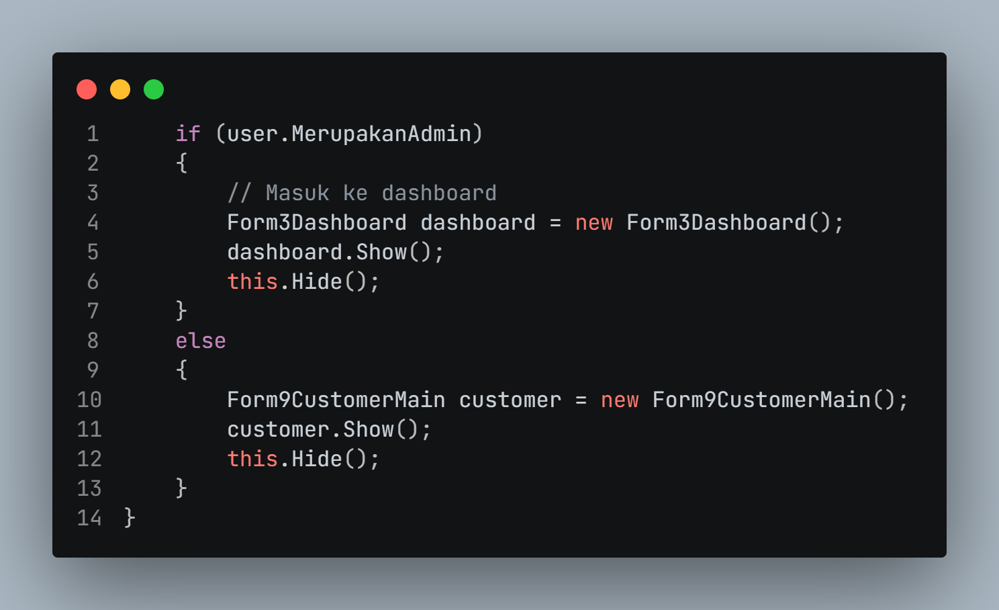 1 if (user.MerupakanAdmin)
2 {
3 // Masuk ke dashboard
4 Form3Dashboard dashboard = new Form3Dashboard();
5 dashboard.Show();
6 this.Hide();
7 }
8 else
9 {
10 Form9CustomerMain customer = new Form9CustomerMain();
11 customer.Show();
12 this.Hide();
13 }
14 }